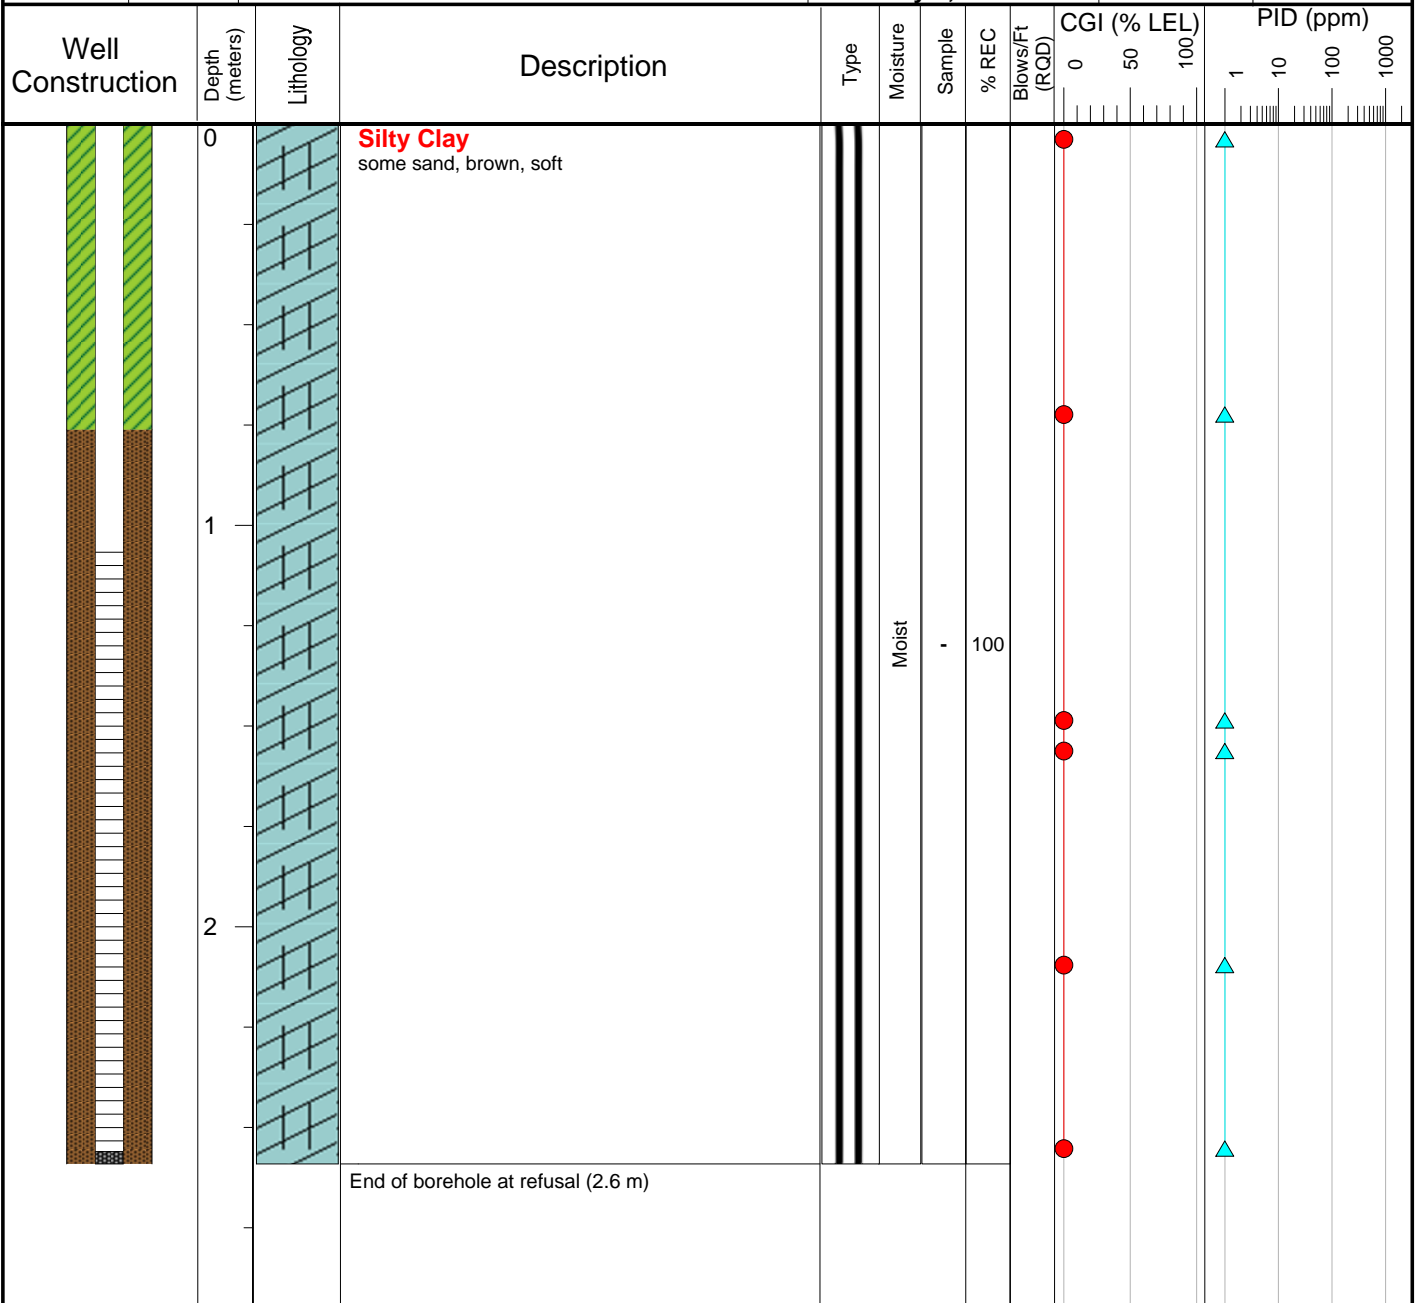 Well
Construction
Depth
(meters)
Lithology
Description
Type
Moisture
Sample
% REC
Blows/Ft
(RQD)
CGI (% LEL)
0
50
100
PID (ppm)
1
10
100
1000
0
Silty Clay
some sand, brown, soft
1
Moist
-
100
2
End of borehole at refusal (2.6 m)